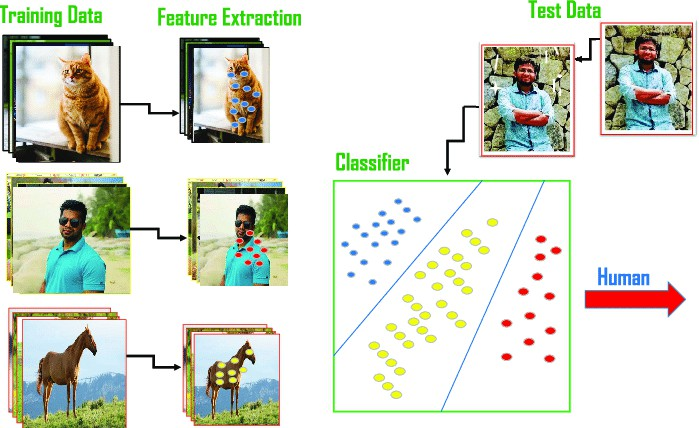 Training Data
Feature Extraction
Test Data
Classifier
Human